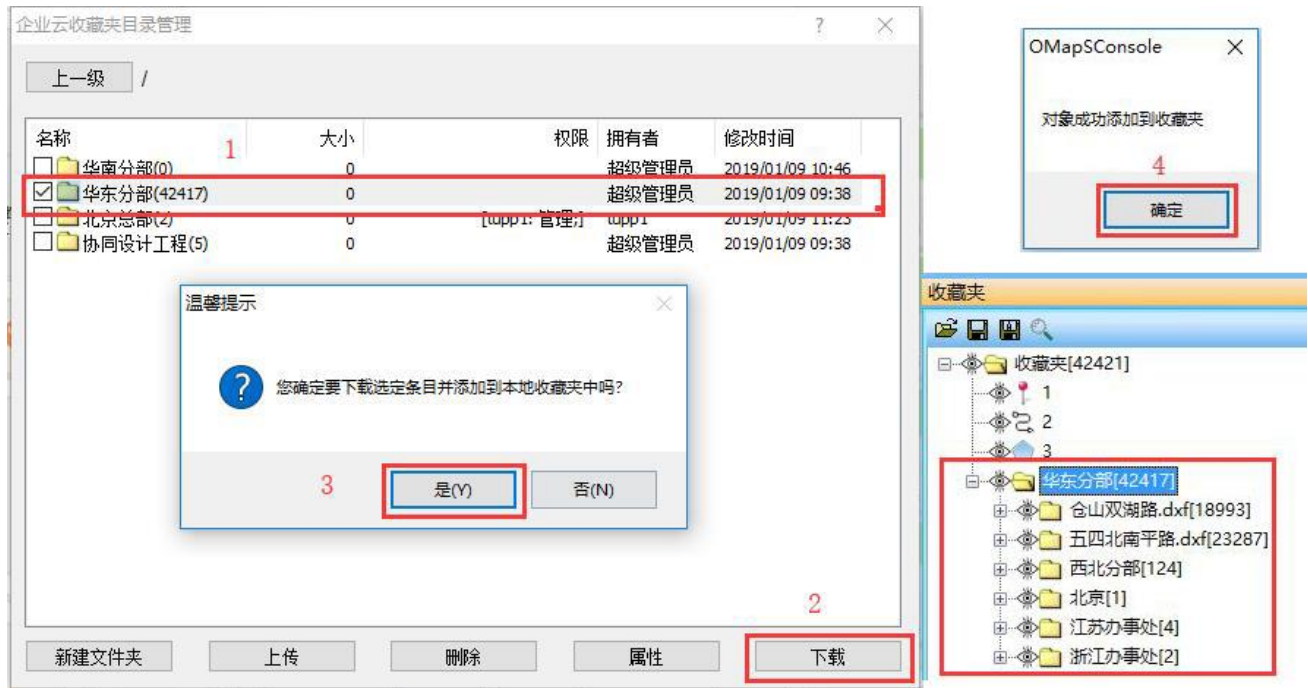 企业云收藏夹目录管理 ?
上一级 /
名称 大小 权限 拥有者 修改时间
1
华南分部(0) 0 超级管理员 2019/01/09 10:46
华东分部(42417) 0 超级管理员 2019/01/09 09:38
北京总部(2) 0 [tupp1: 管理;] tupp1 2019/01/09 11:23
协同设计工程(5) 0 超级管理员 2019/01/09 09:38
温馨提示
?
您确定要下载选定条目并添加到本地收藏夹中吗?
3
是(Y) 否(N)
2
新建文件夹 上传 删除 属性 下载
OMapSConsole
对象成功添加到收藏夹
4
确定
收藏夹
收藏夹[42421]
1
2
3
华东分部[42417]
仓山双湖路.dxf[18993]
五四北南平路.dxf[23287]
西北分部[124]
北京[1]
江苏办事处[4]
浙江办事处[2]